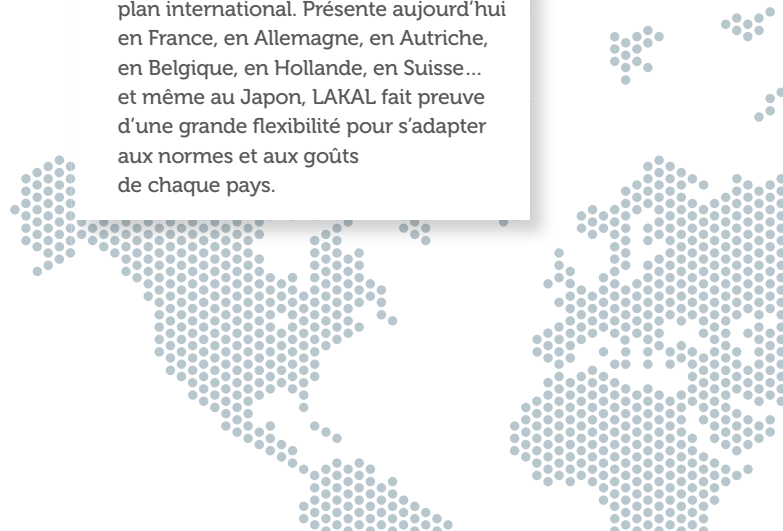 plan international. Présente aujourd’hui
en France, en Allemagne, en Autriche,
en Belgique, en Hollande, en Suisse…
et même au Japon, LAKAL fait preuve
d’une grande flexibilité pour s’adapter
aux normes et aux goûts
de chaque pays.